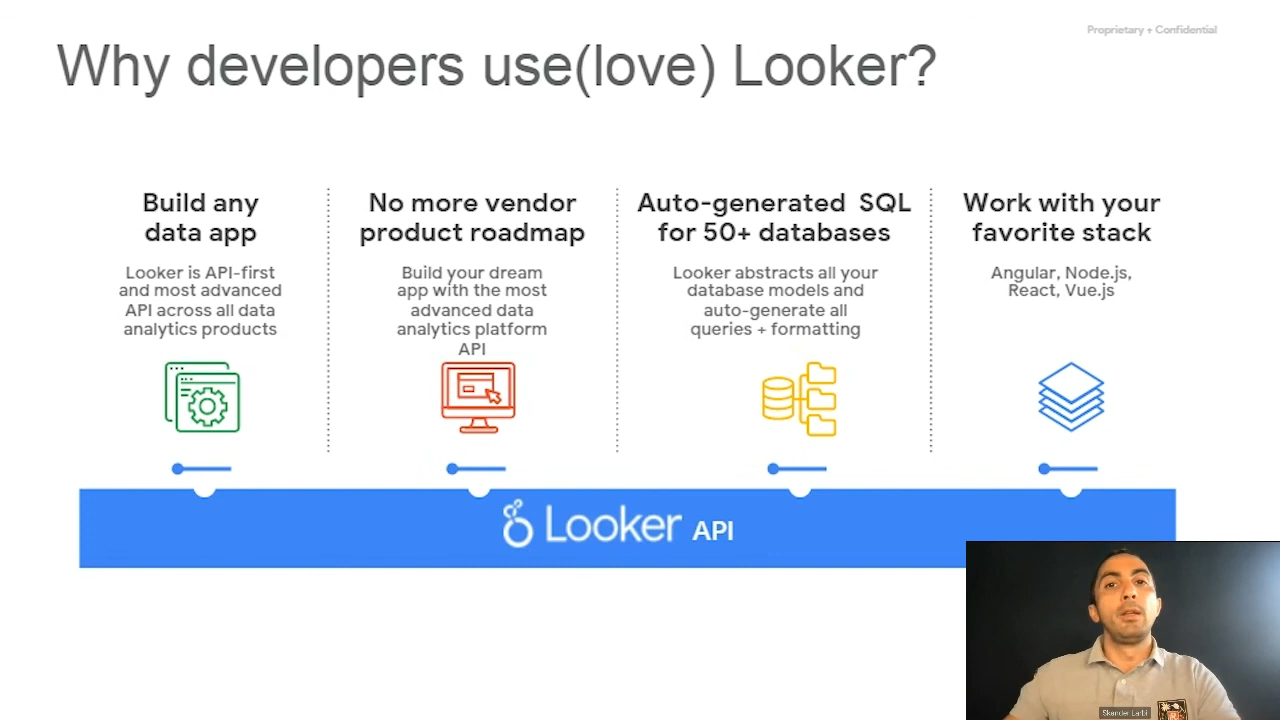 Proprietary + Confidential
Why developers use(love) Looker?
Build any
data app
Looker is API-first
and most advanced
API across all data
analytics products
No more vendor
product roadmap
Build your dream
app with the most
advanced data
analytics platform
API
Auto-generated SQL
for 50+ databases
Looker abstracts all your
database models and
auto-generate all
queries + formatting
Work with your
favorite stack
Angular, Node.js,
React, Vue.js
Looker API
Skander Larbi